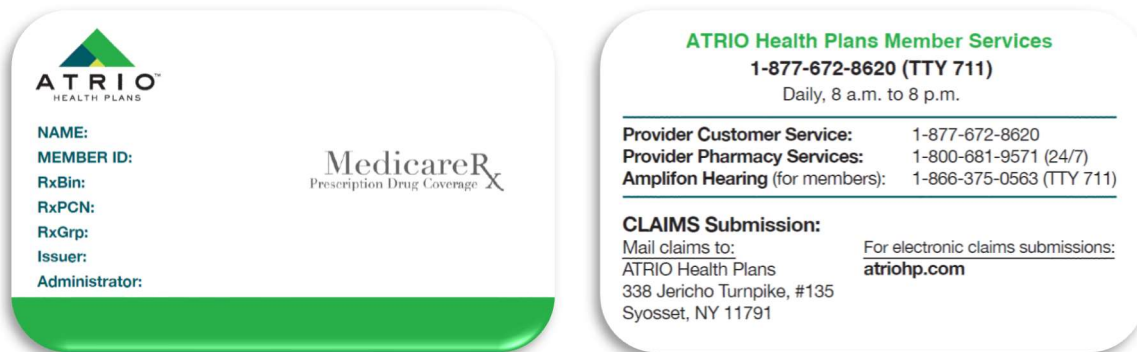 ATRIO™
HEALTH PLANS
NAME:
MEMBER ID:
RxBin:
RxPCN:
RxGrp:
Issuer:
Administrator:
MedicareRx
Prescription Drug Coverage
ATRIO Health Plans Member Services
1-877-672-8620 (TTY 711)
Daily, 8 a.m. to 8 p.m.
Provider Customer Service: 1-877-672-8620
Provider Pharmacy Services: 1-800-681-9571 (24/7)
Amplifon Hearing (for members): 1-866-375-0563 (TTY 711)
CLAIMS Submission:
Mail claims to:
ATRIO Health Plans
338 Jericho Turnpike, #135
Syosset, NY 11791
For electronic claims submissions:
atriohp.com